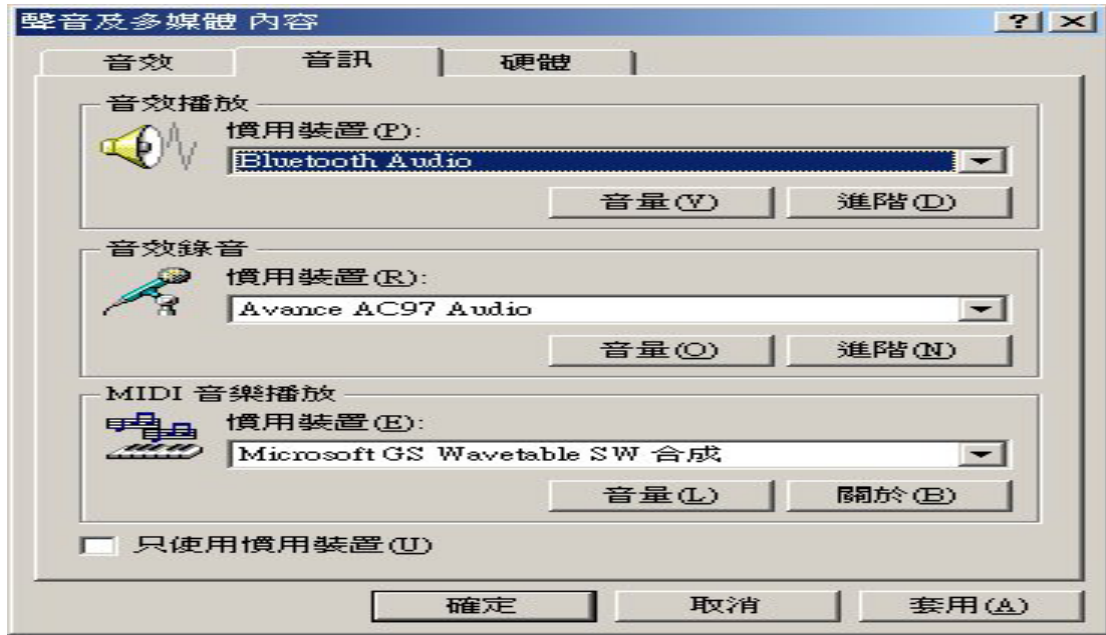 聲音及多媒體 內容
音效 音訊 硬體
音效播放
慣用裝置(P):
Bluetooth Audio
音量(V) 進階(D)
音效錄音
慣用裝置(R):
Avance AC97 Audio
音量(O) 進階(N)
MIDI 音樂播放
慣用裝置(E):
Microsoft GS Wavetable SW 合成
音量(L) 關於(B)
只使用慣用裝置(U)
確定 取消 套用(A)